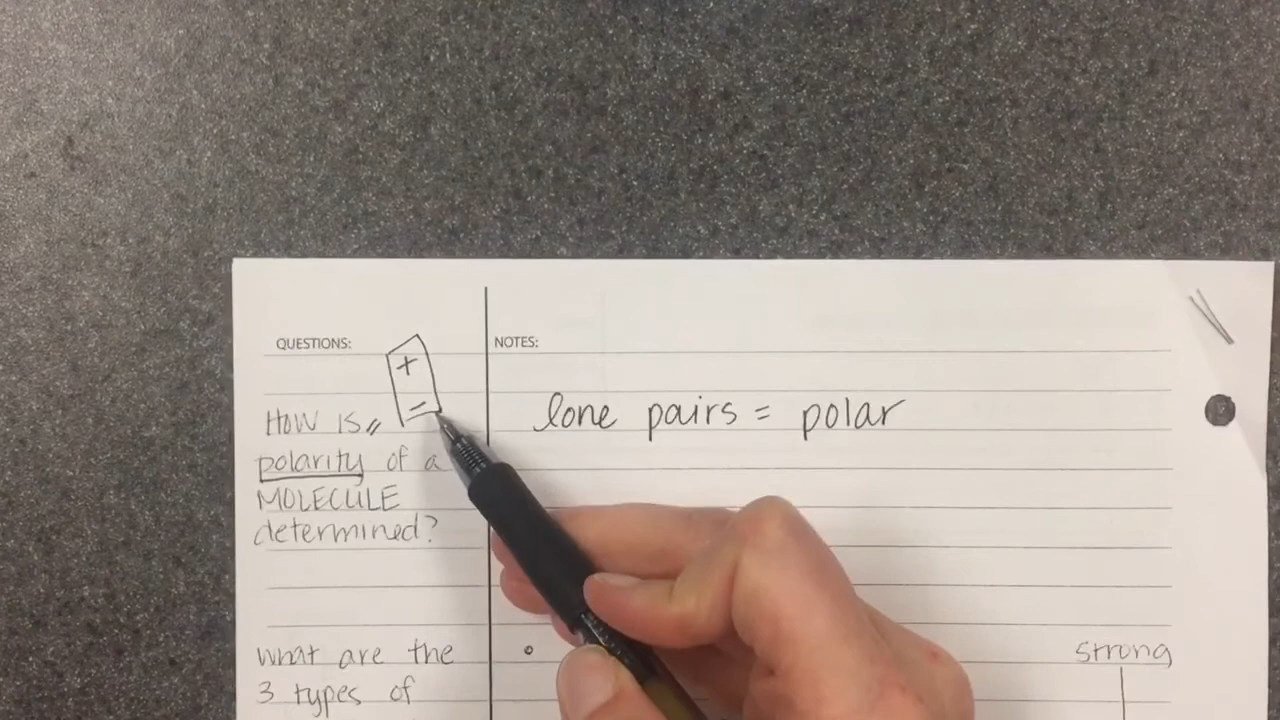 QUESTIONS:
NOTES:
+
−
How is
lone pairs = polar
polarity of a
MOLECULE
determined?
what are the
strong
3 types of